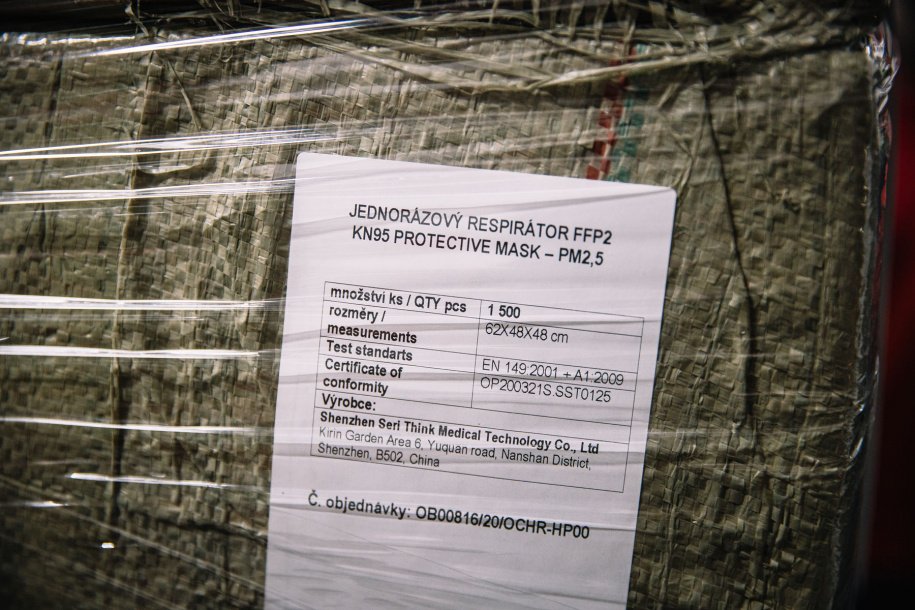 JEDNORÁZOVÝ RESPIRÁTOR FFP2
KN95 PROTECTIVE MASK – PM2,5
množství ks / QTY pcs 1 500
rozměry / measurements 62X48X48 cm
Test standarts EN 149:2001 + A1:2009
Certificate of conformity OP200321S.SST0125
Výrobce:
Shenzhen Seri Think Medical Technology Co., Ltd
Kirin Garden Area 6, Yuquan road, Nanshan District,
Shenzhen, B502, China
Č. objednávky: OB00816/20/OCHR-HP00